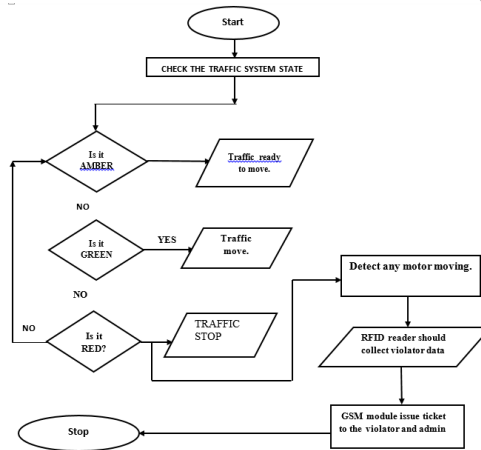 Start
CHECK THE TRAFFIC SYSTEM STATE
Is it
AMBER
Traffic ready
to move.
NO
Is it
GREEN
YES
Traffic
move.
NO
Detect any motor moving.
NO
Is it
RED?
TRAFFIC
STOP
RFID reader should
collect violator data
GSM module issue ticket
to the violator and admin
Stop